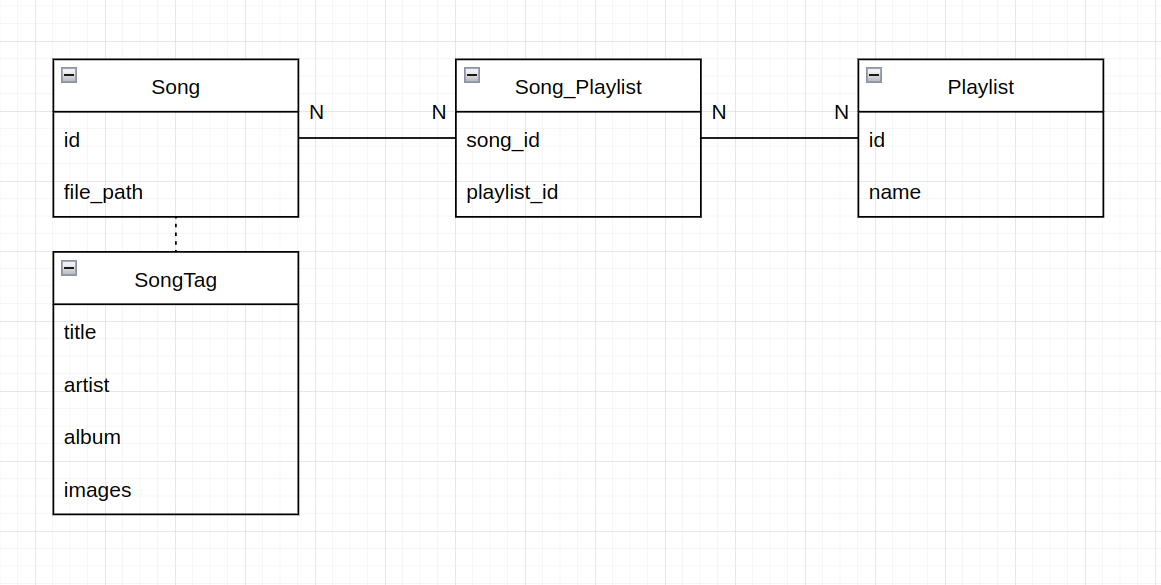 Song
id
file_path
N
N
Song_Playlist
song_id
playlist_id
N
N
Playlist
id
name
SongTag
title
artist
album
images